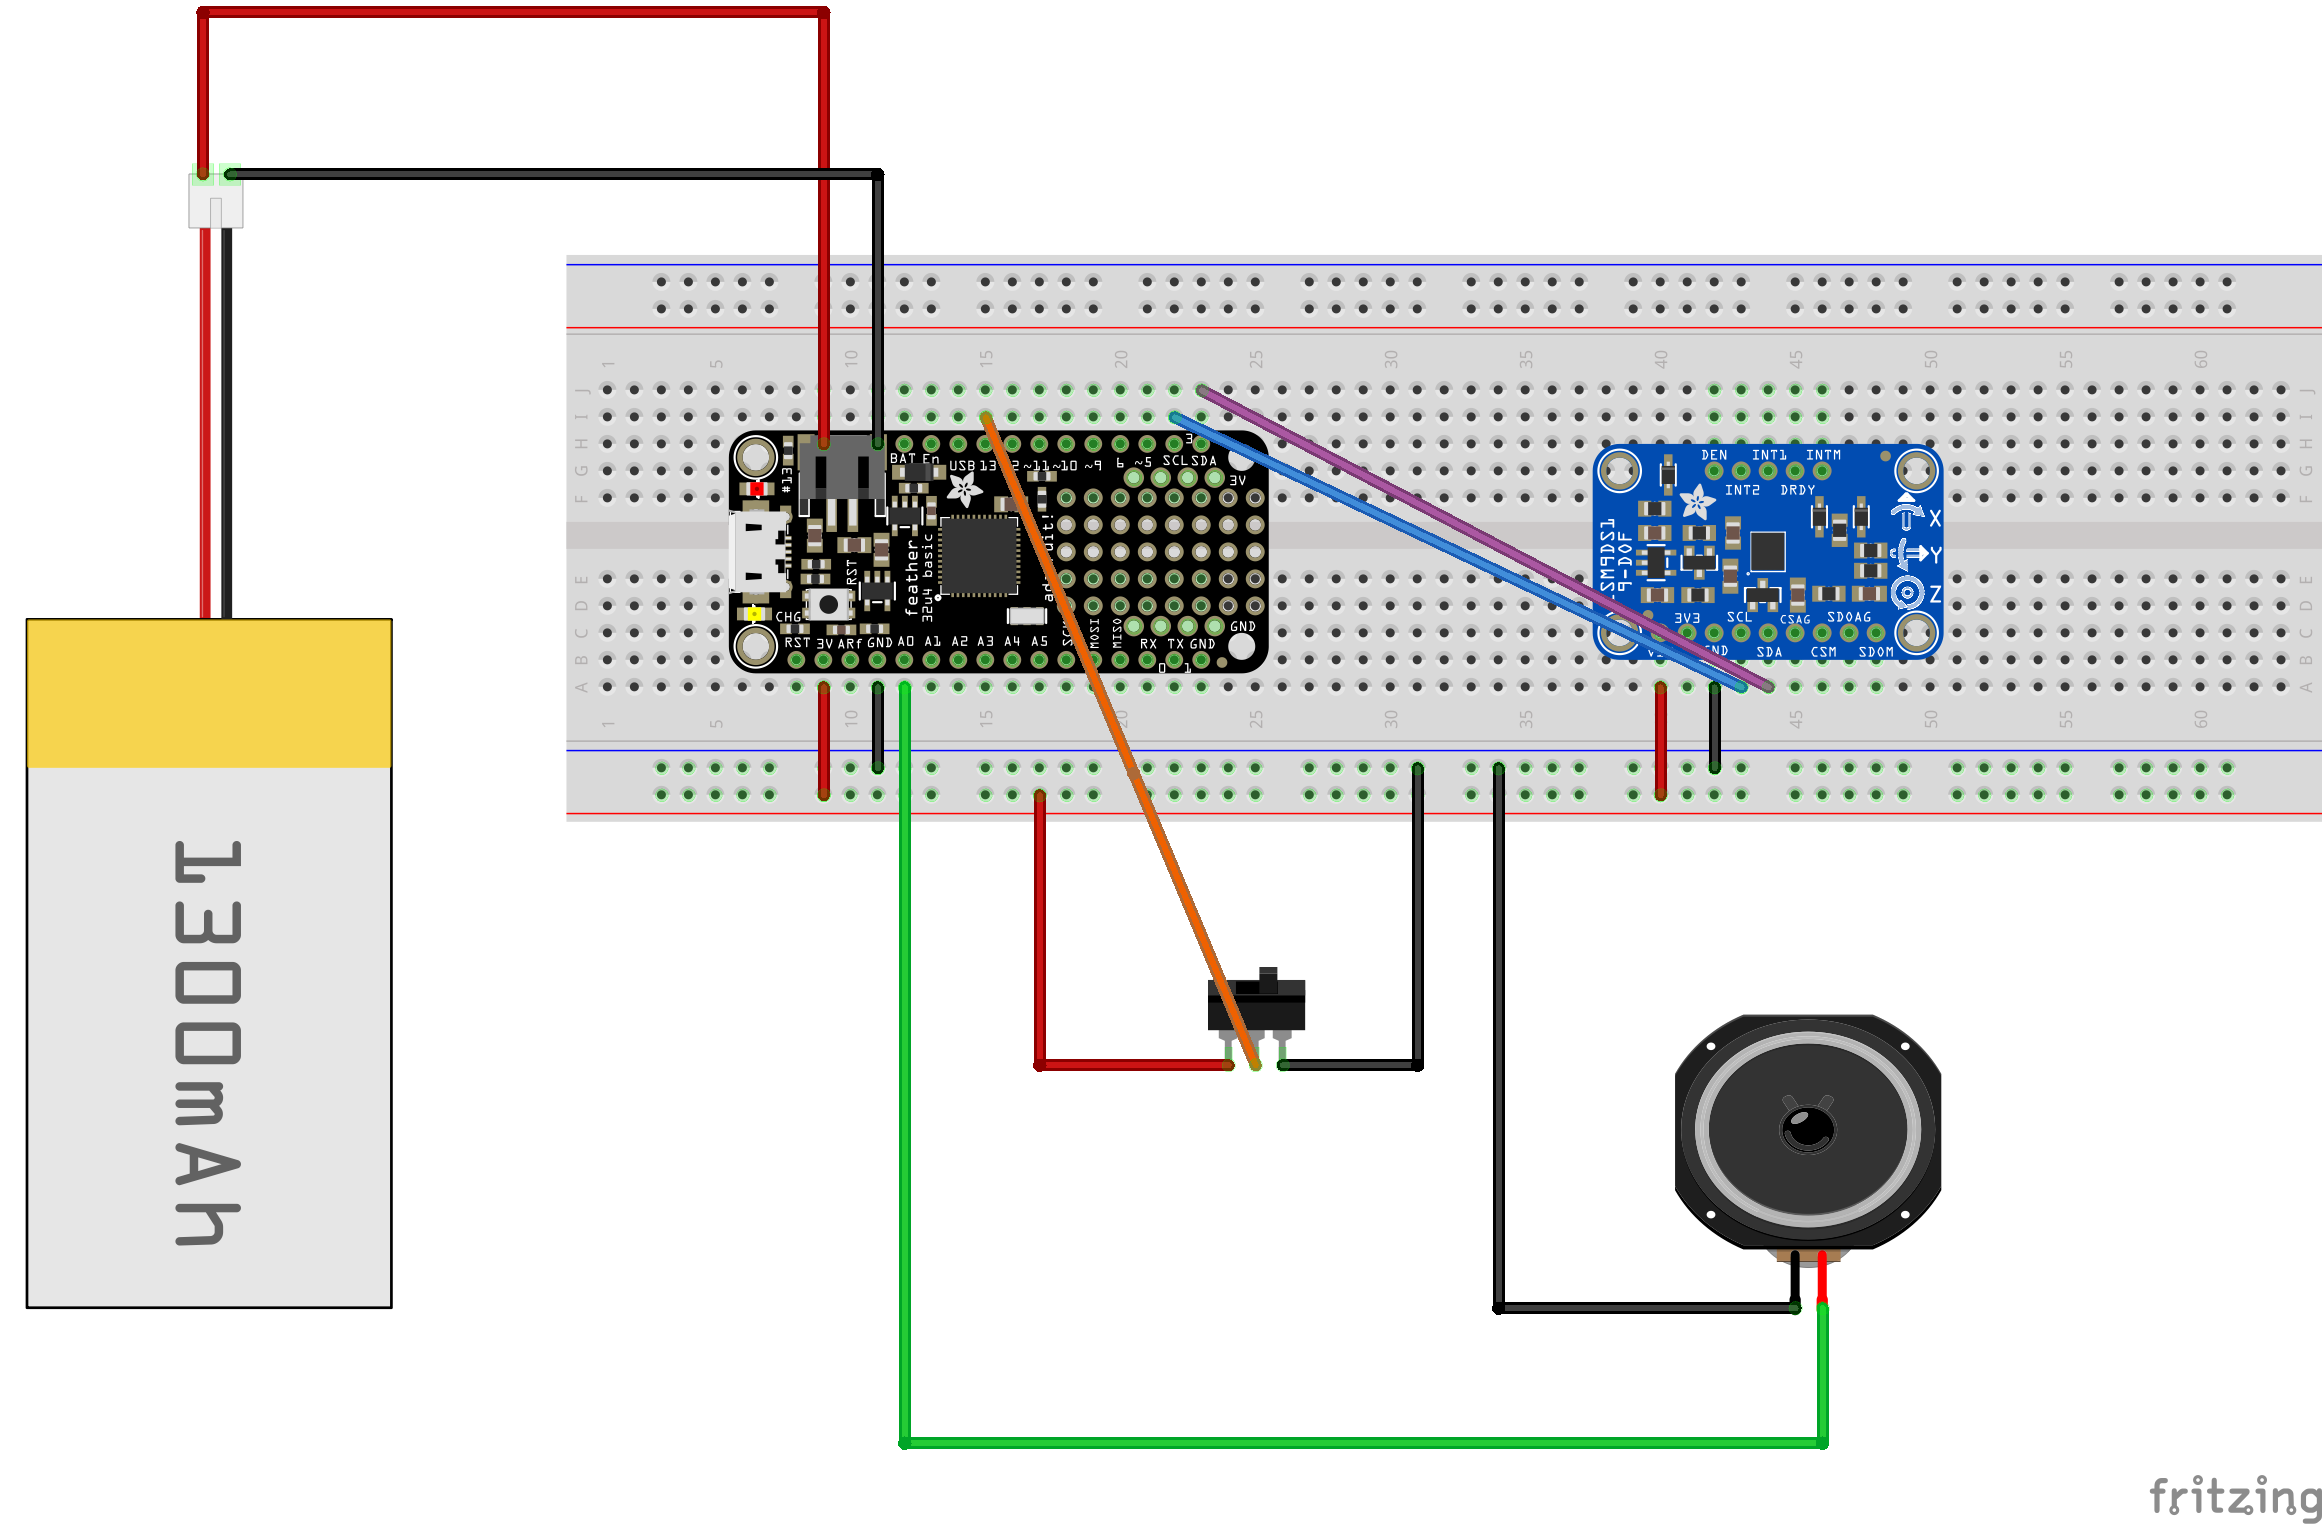 1 5 10 15 20 25 30 35 40 45 50 55 60
J J
I I
H H
G G
F F
E E
D D
C C
B B
A A
BAT En
USB 13 ~11 ~10 ~9 6 ~5 SCL SDA
3V
#13
feather
32u4 basic
RST
CHG
GND
RST 3V ARf GND A0 A1 A2 A3 A4 A5 MOSI MISO RX TX GND
0 1
DEN INT1 INTM
INT2 DRDY
9-DOF
X
Y
Z
3V3 SCL CSAG SDOAG
SDA CSM SDOM
1 5 10 15 20 25 30 35 40 45 50 55 60
1300mAh
fritzing